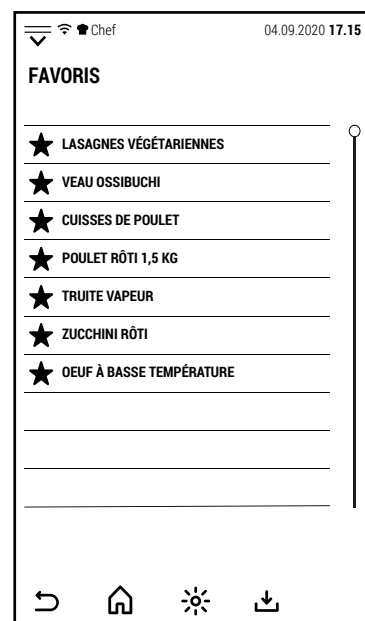 Chef 04.09.2020 17.15
FAVORIS
LASAGNES VÉGÉTARIENNES
VEAU OSSIBUCHI
CUISSES DE POULET
POULET RÔTI 1,5 KG
TRUITE VAPEUR
ZUCCHINI RÔTI
OEUF À BASSE TEMPÉRATURE